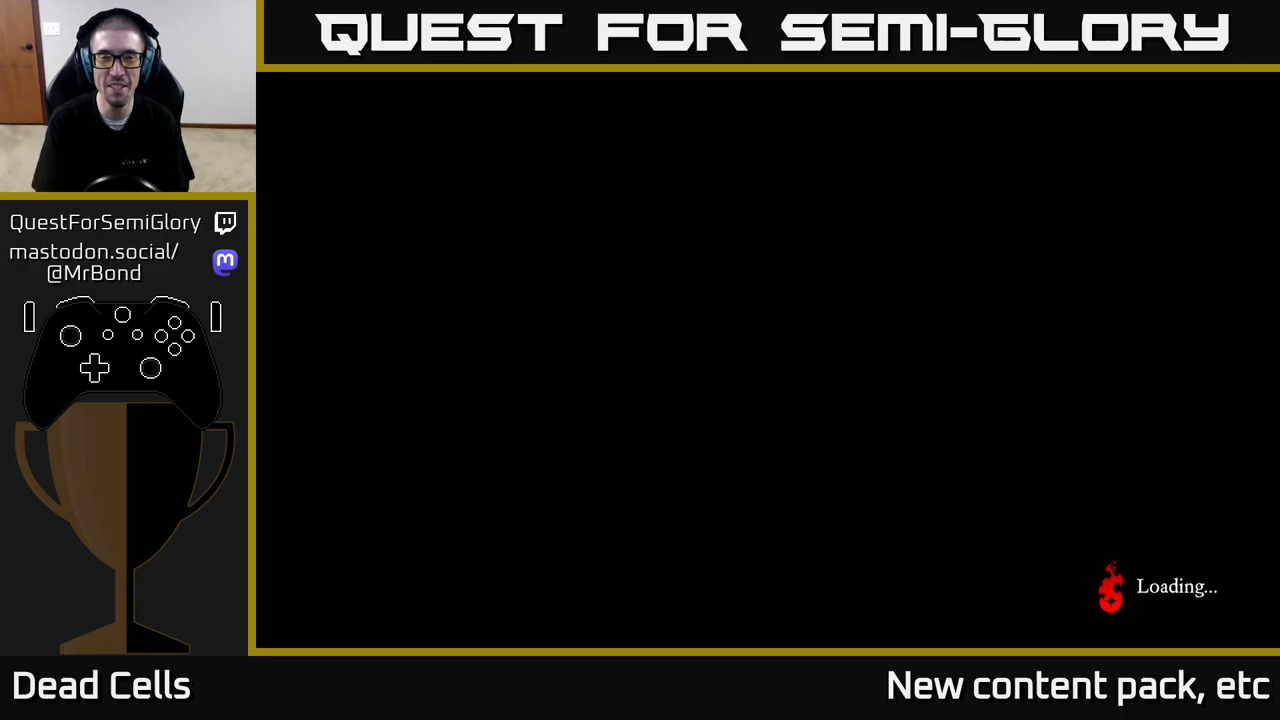 QUEST FOR SEMI-GLORY
QuestForSemiGlory
mastodon.social/
@MrBond
Loading...
Dead Cells
New content pack, etc